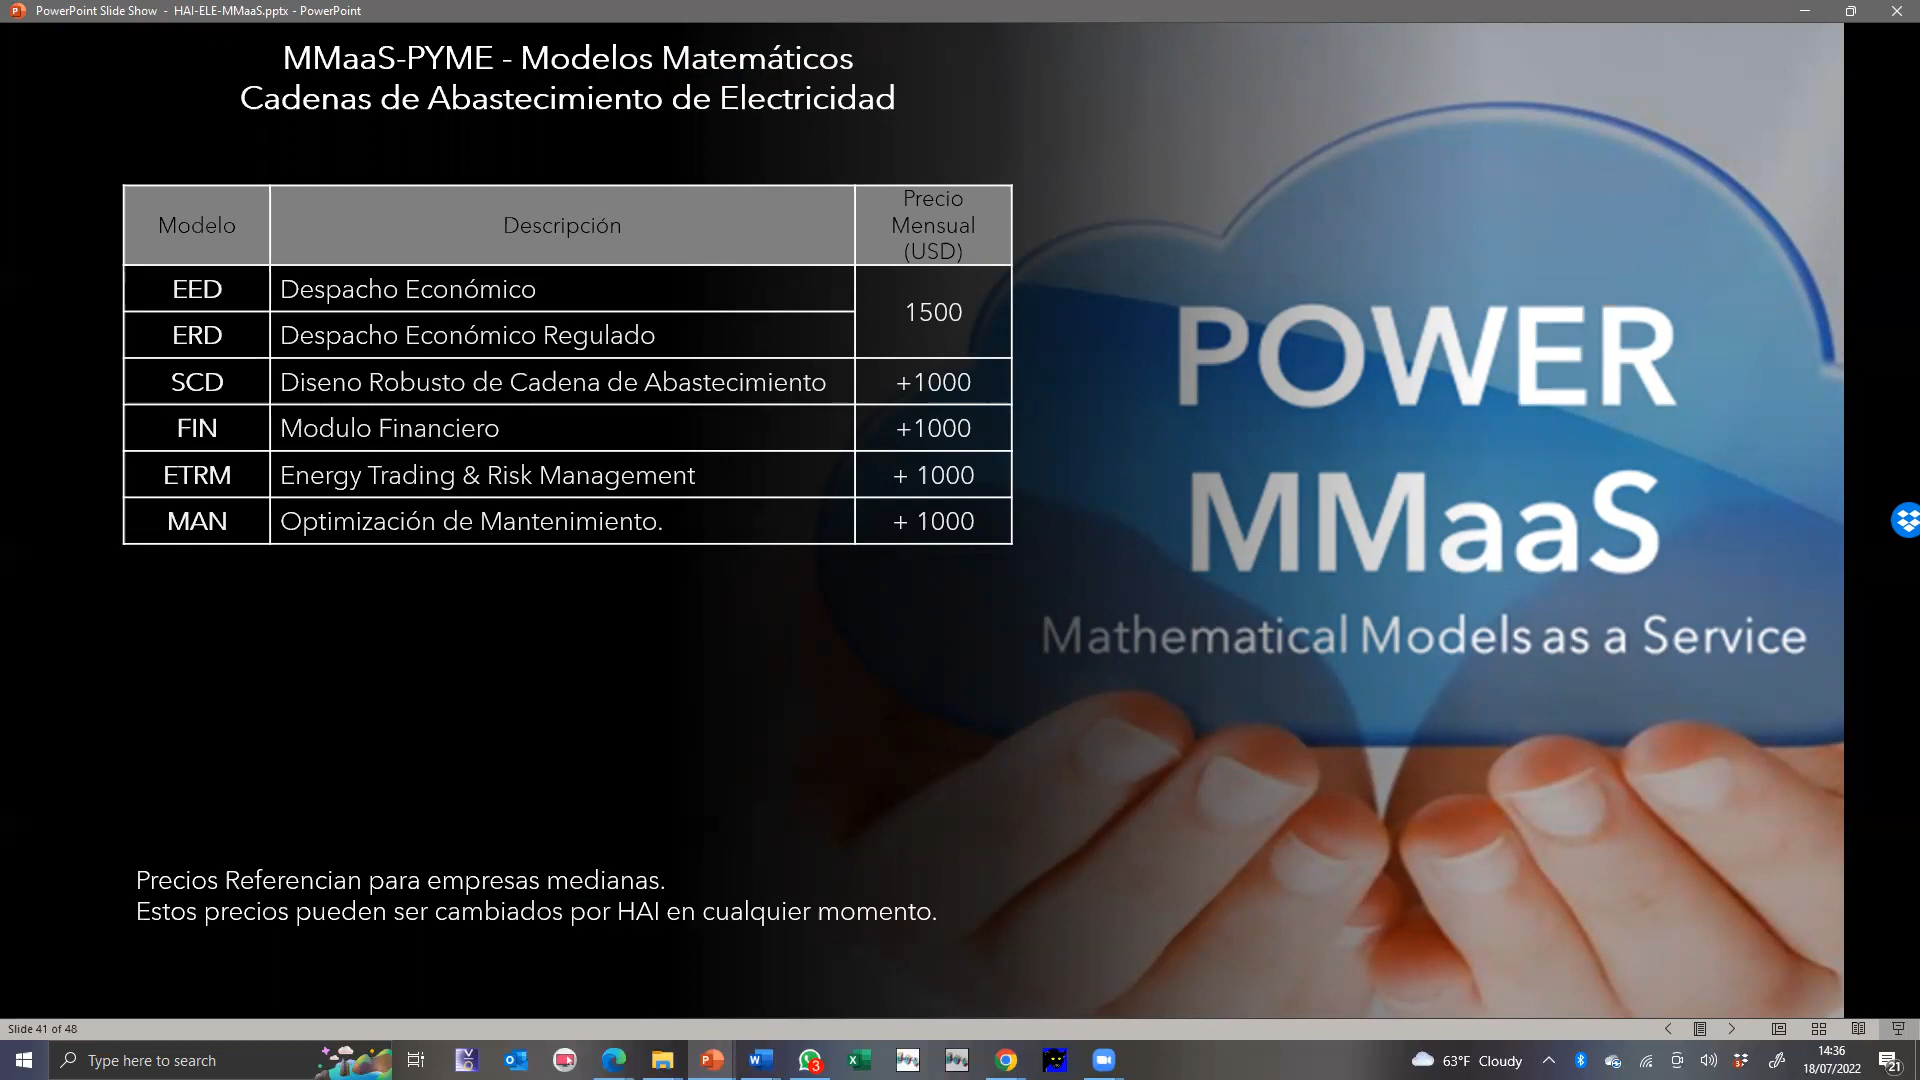 PowerPoint Slide Show - HAI-ELE-MMaaS.pptx - PowerPoint
MMaaS-PYME - Modelos Matemáticos
Cadenas de Abastecimiento de Electricidad
Modelo
Descripción
Precio
Mensual
(USD)
EED
Despacho Económico
1500
ERD
Despacho Económico Regulado
SCD
Diseno Robusto de Cadena de Abastecimiento
+1000
FIN
Modulo Financiero
+1000
ETRM
Energy Trading & Risk Management
+ 1000
MAN
Optimización de Mantenimiento.
+ 1000
POWER
MMaaS
Mathematical Models as a Service
Precios Referencian para empresas medianas.
Estos precios pueden ser cambiados por HAI en cualquier momento.
Slide 41 of 48
Type here to search
3
63°F Cloudy
14:36
18/07/2022
21